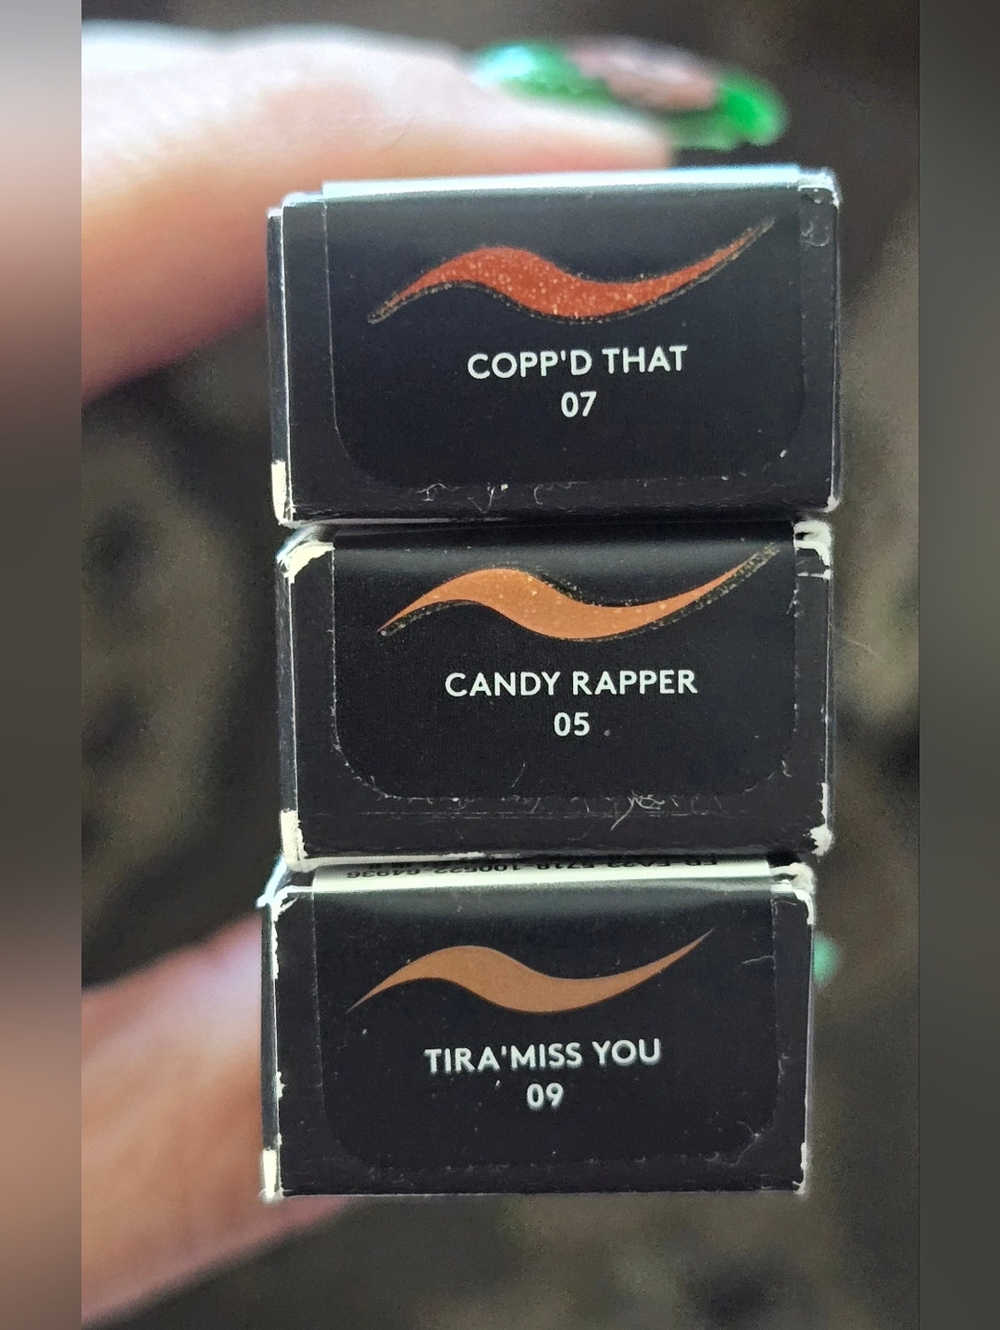 COPP'D THAT
07
CANDY RAPPER
05
TIRA'MISS YOU
09